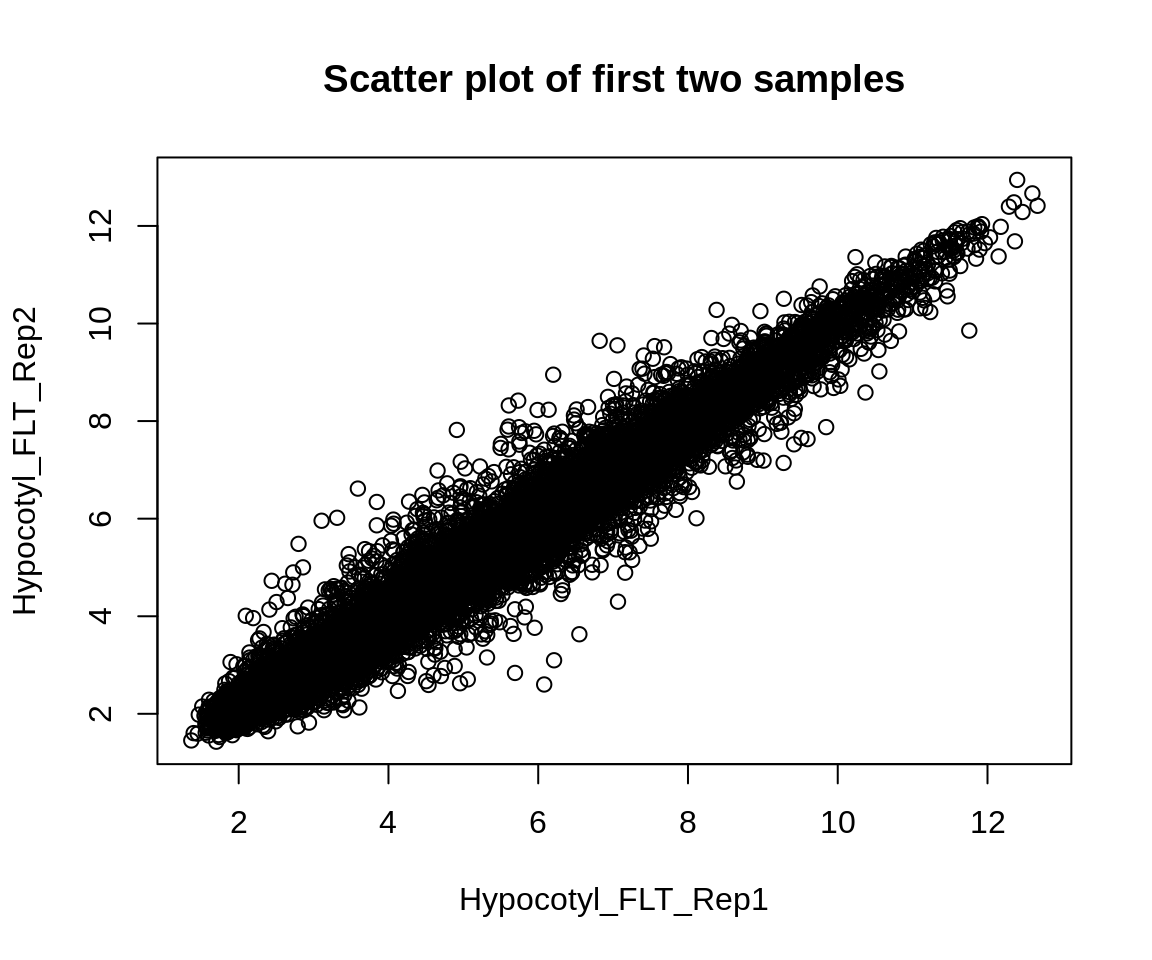 Scatter plot of first two samples
Hypocotyl_FLT_Rep2
12
10
8
6
4
2
2 4 6 8 10 12
Hypocotyl_FLT_Rep1